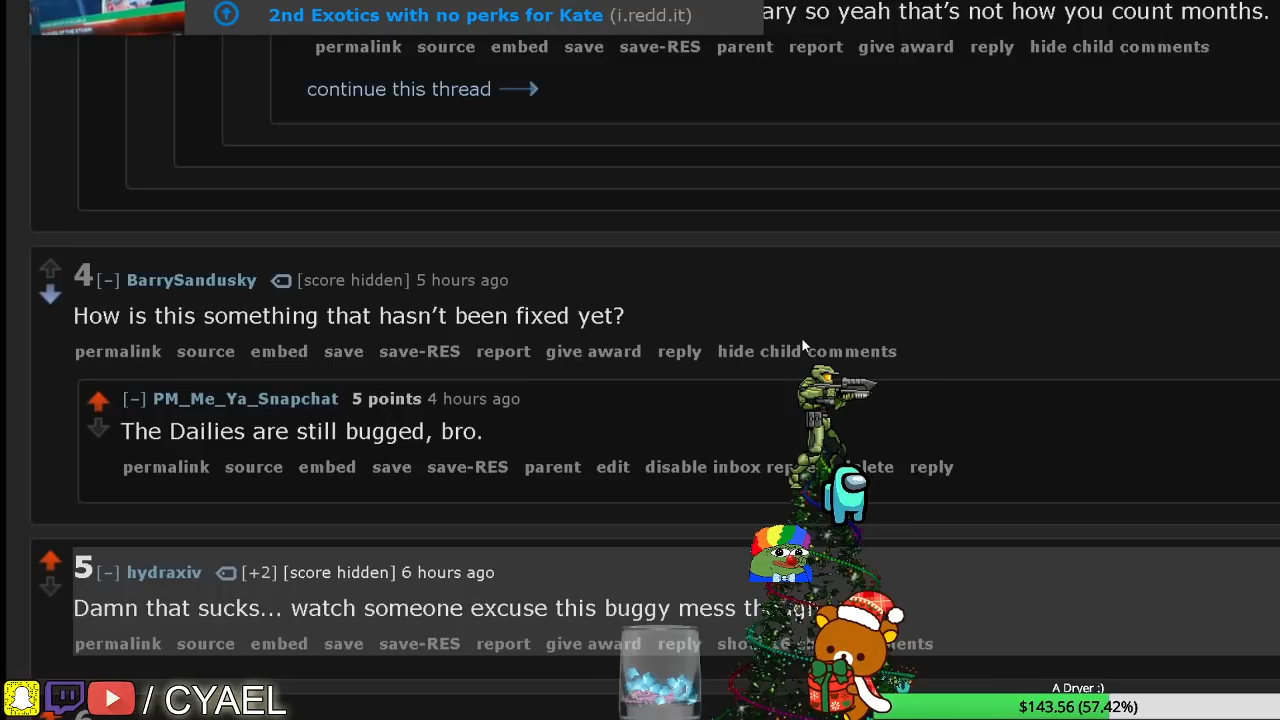 2nd Exotics with no perks for Kate (i.redd.it)
ary so yeah that's not how you count months.
permalink source embed save save-RES parent report give award reply hide child comments
continue this thread
4 [–] BarrySandusky [score hidden] 5 hours ago
How is this something that hasn't been fixed yet?
permalink source embed save save-RES report give award reply hide child comments
[–] PM_Me_Ya_Snapchat 5 points 4 hours ago
The Dailies are still bugged, bro.
permalink source embed save save-RES parent edit disable inbox rep lete reply
5 [–] hydraxiv [+2] [score hidden] 6 hours ago
Damn that sucks... watch someone excuse this buggy mess th
permalink source embed save save-RES report give award reply sho ents
/ CYAEL
A Dryer :)
$143.56 (57.42%)